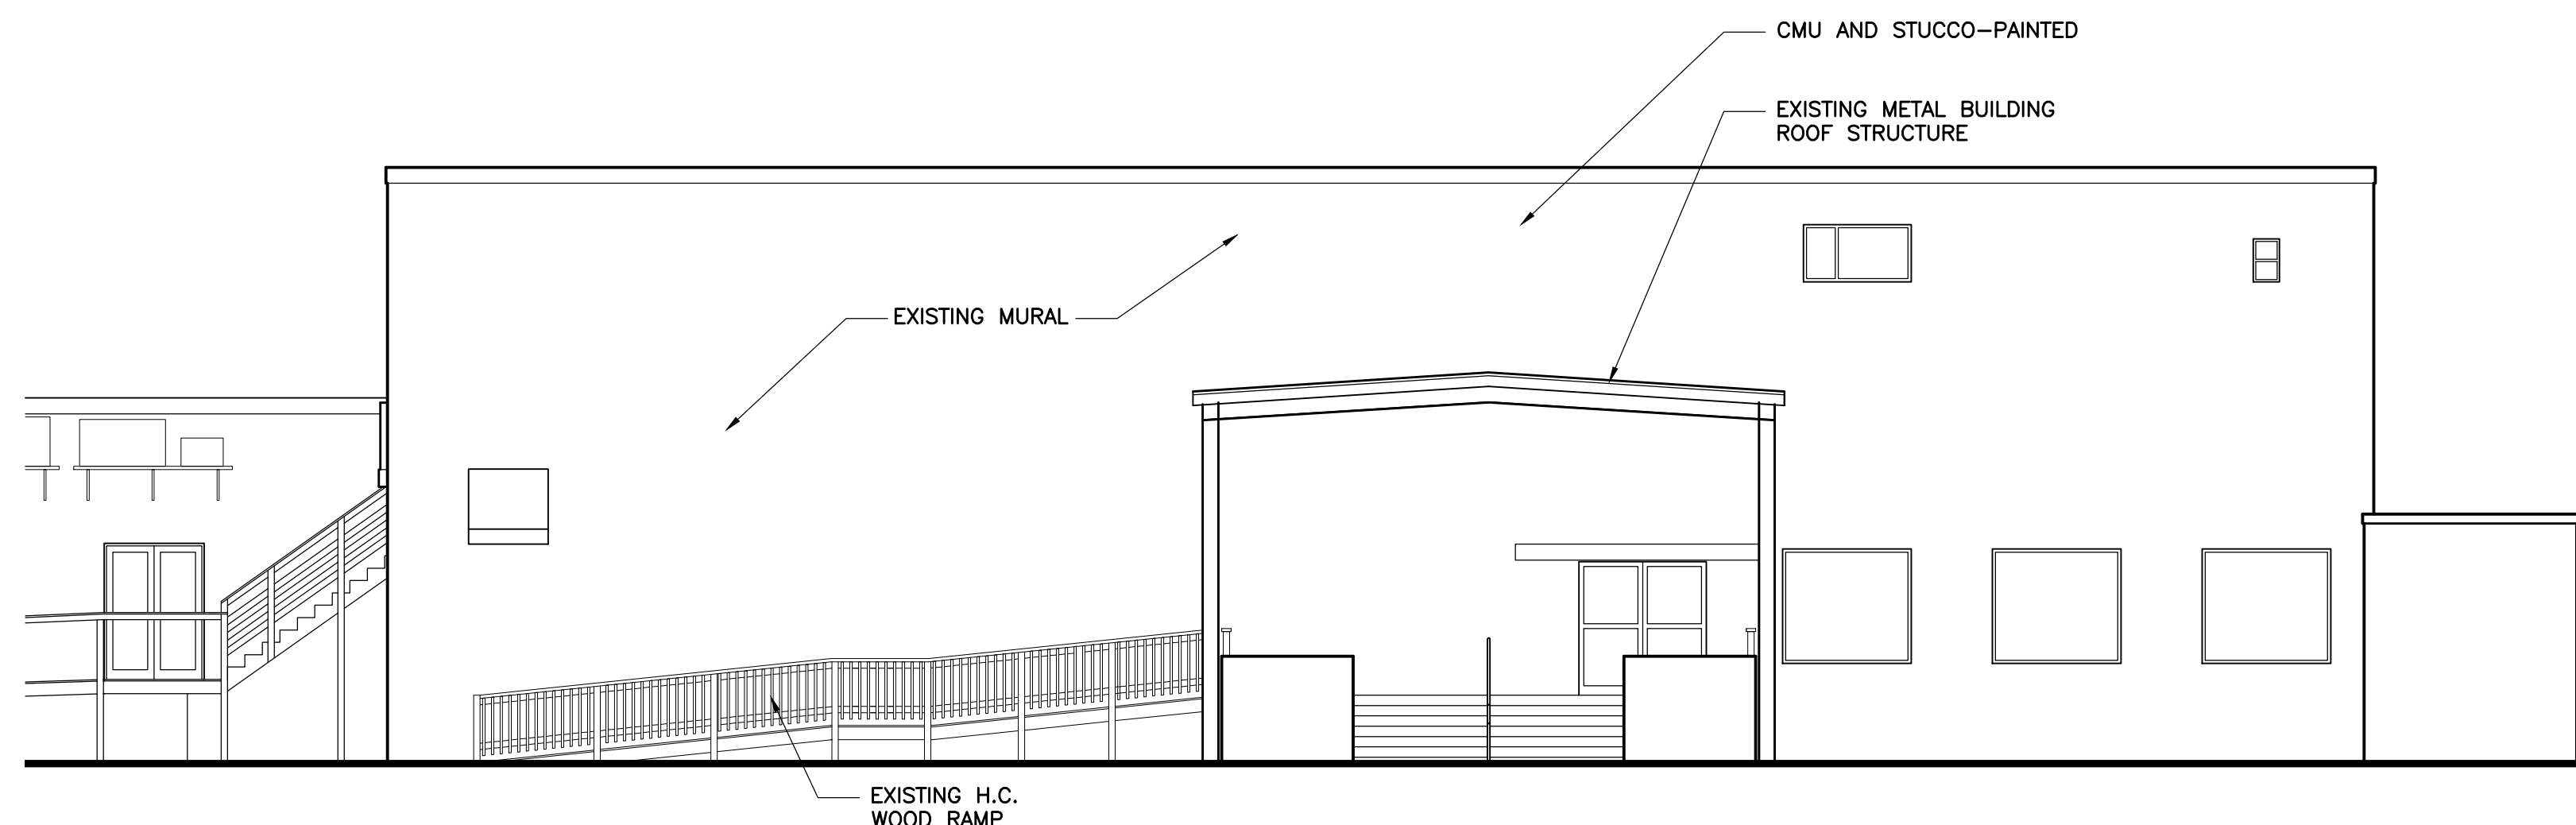 CMU AND STUCCO-PAINTED
EXISTING METAL BUILDING
ROOF STRUCTURE
EXISTING MURAL
EXISTING H.C.
WOOD RAMP